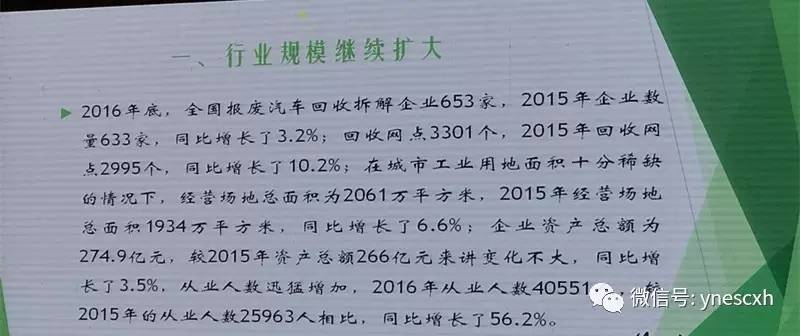 一、行业规模继续扩大
2016年底，全国报废汽车回收拆解企业653家，2015年企业数
量633家，同比增长了3.2%；回收网点3301个，2015年回收网
点2995个，同比增长了10.2%；在城市工业用地面积十分稀缺
的情况下，经营场地总面积为2061万平方米，2015年经营场地
总面积1934万平方米，同比增长了6.6%；企业资产总额为
274.9亿元，较2015年资产总额266亿元来讲变化不大，同比增
长了3.5%，从业人数迅猛增加，2016年从业人数40551，较
2015年的从业人数25963人相比，同比增长了56.2%。
微信号: ynescxh